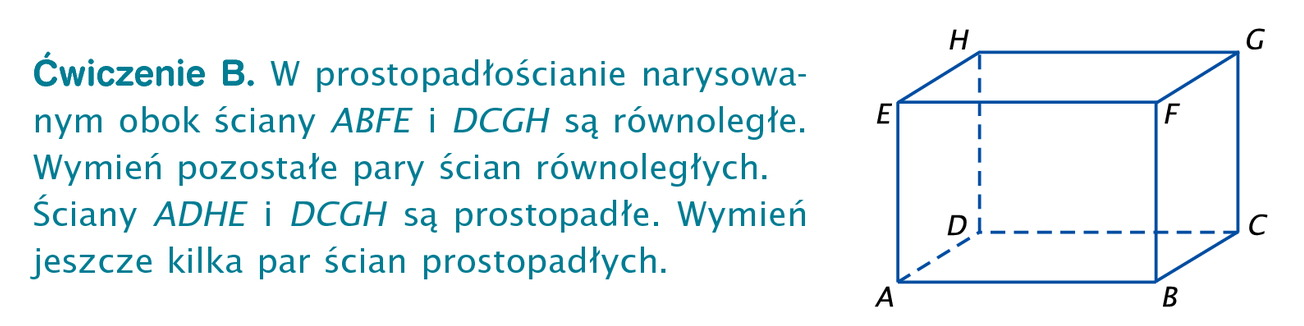 Ćwiczenie B. W prostopadłościanie narysowa-
nym obok ściany ABFE i DCGH są równoległe.
Wymień pozostałe pary ścian równoległych.
Ściany ADHE i DCGH są prostopadłe. Wymień
jeszcze kilka par ścian prostopadłych.
H
G
E
F
D
C
A
B